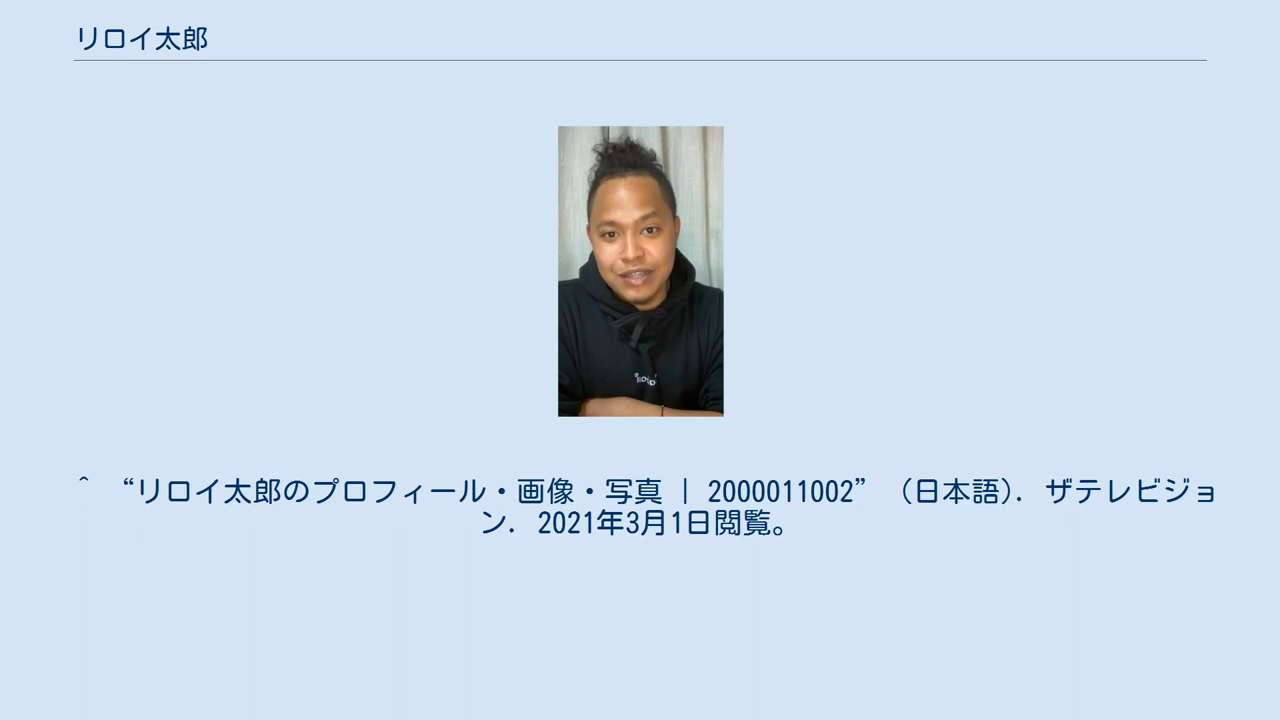 リロイ太郎
^ “リロイ太郎のプロフィール・画像・写真 | 2000011002” (日本語). ザテレビジョ
ン. 2021年3月1日閲覧。